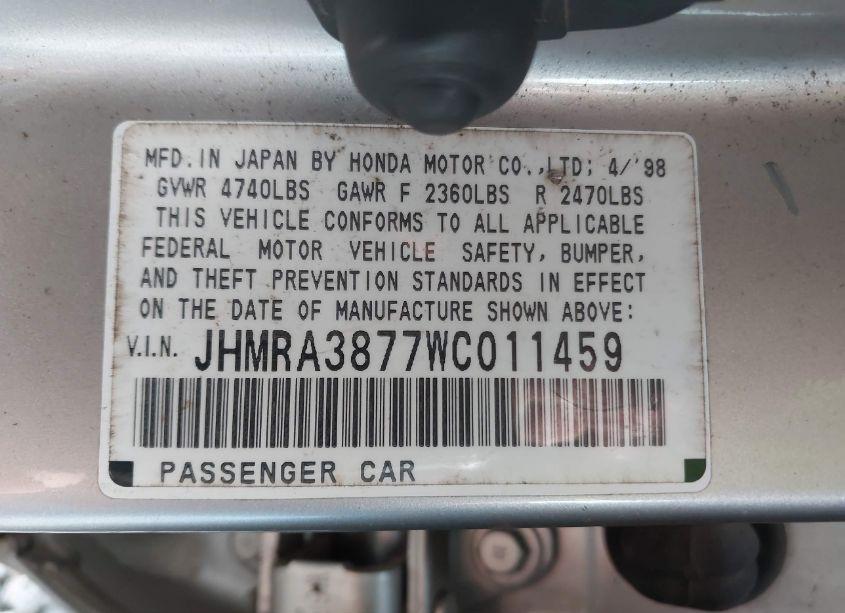 MFD. IN JAPAN BY HONDA MOTOR CO., LTD; 4/'98
GVWR 4740LBS GAWR F 2360LBS R 2470LBS
THIS VEHICLE CONFORMS TO ALL APPLICABLE
FEDERAL MOTOR VEHICLE SAFETY, BUMPER,
AND THEFT PREVENTION STANDARDS IN EFFECT
ON THE DATE OF MANUFACTURE SHOWN ABOVE:
V.I.N. JHMRA3877WC011459
PASSENGER CAR